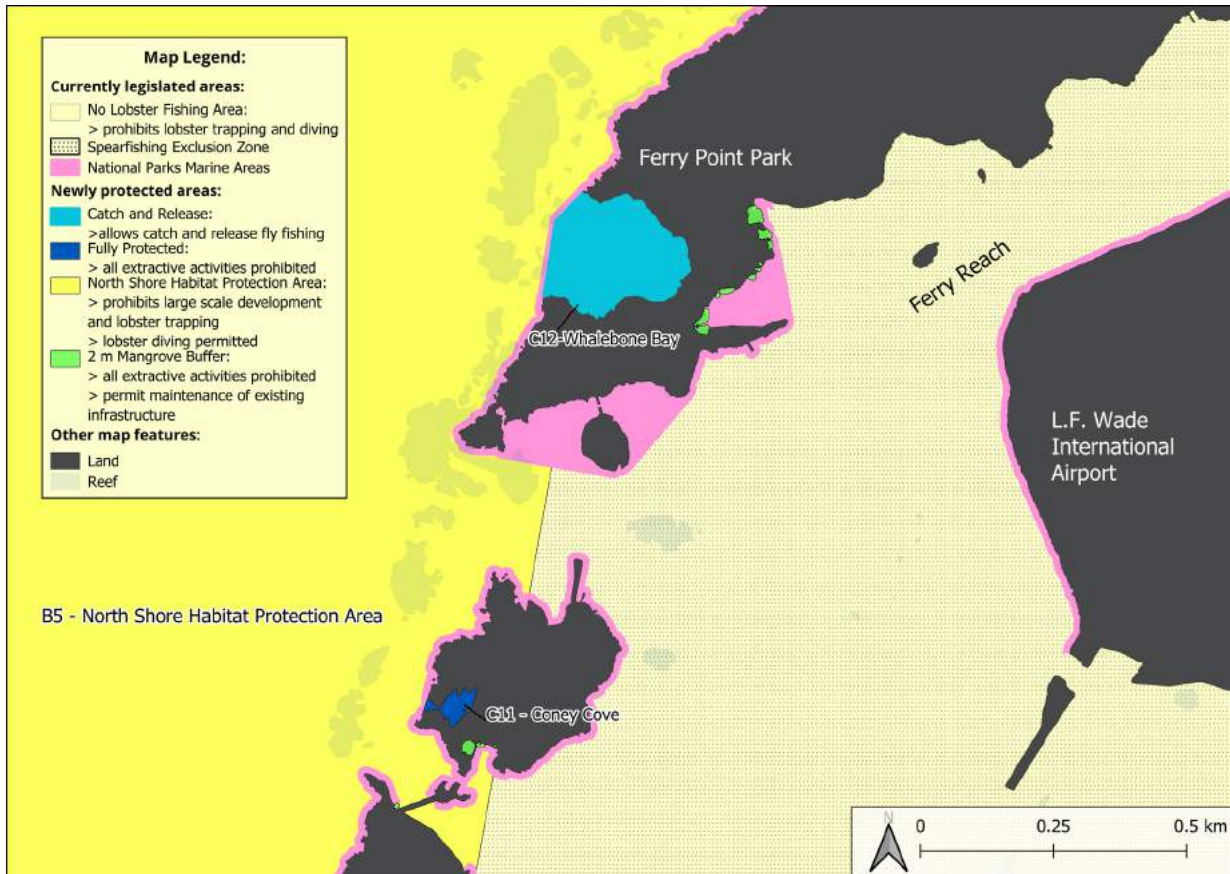 Map Legend:
Currently legislated areas:
No Lobster Fishing Area:
> prohibits lobster trapping and diving
Spearfishing Exclusion Zone
National Parks Marine Areas
Newly protected areas:
Catch and Release:
>allows catch and release fly fishing
Fully Protected:
> all extractive activities prohibited
North Shore Habitat Protection Area:
> prohibits large scale development
and lobster trapping
> lobster diving permitted
2 m Mangrove Buffer:
> all extractive activities prohibited
> permit maintenance of existing
infrastructure
Other map features:
Land
Reef
Ferry Point Park
Ferry Reach
C12-Whalebone Bay
L.F. Wade
International
Airport
B5 - North Shore Habitat Protection Area
C11 - Coney Cove
N
0 0.25 0.5 km